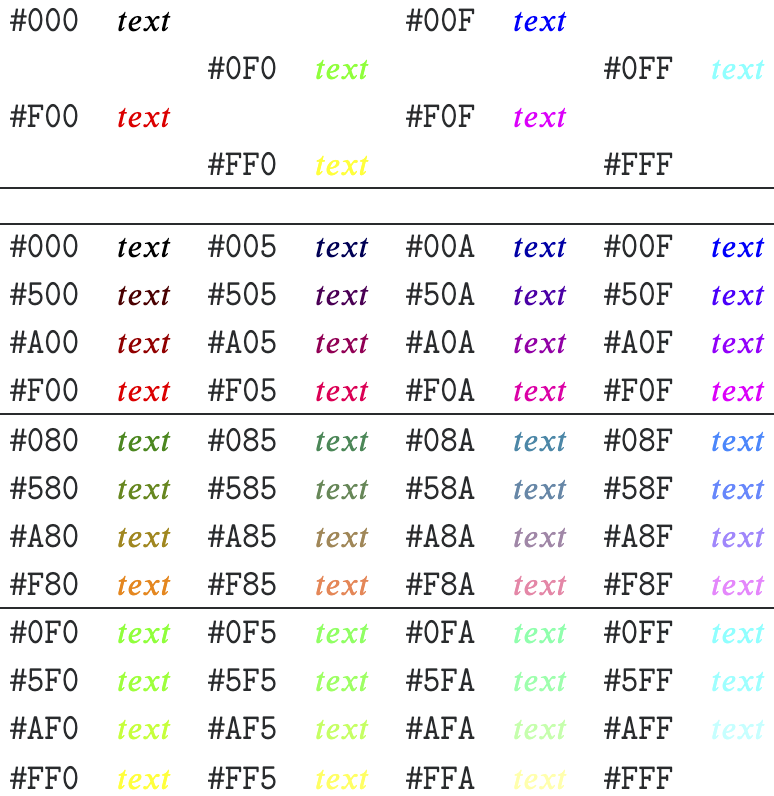 #000 text #00F text
#0F0 text #0FF text
#F00 text #F0F text
#FF0 text #FFF
#000 text #005 text #00A text #00F text
#500 text #505 text #50A text #50F text
#A00 text #A05 text #A0A text #A0F text
#F00 text #F05 text #F0A text #F0F text
#080 text #085 text #08A text #08F text
#580 text #585 text #58A text #58F text
#A80 text #A85 text #A8A text #A8F text
#F80 text #F85 text #F8A text #F8F text
#0F0 text #0F5 text #0FA text #0FF text
#5F0 text #5F5 text #5FA text #5FF text
#AF0 text #AF5 text #AFA text #AFF text
#FF0 text #FF5 text #FFA text #FFF